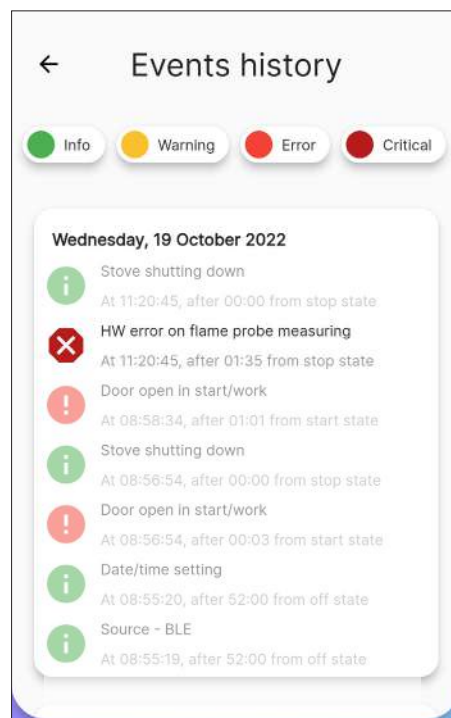 Events history
Info Warning Error Critical
Wednesday, 19 October 2022
Stove shutting down
At 11:20:45, after 00:00 from stop state
HW error on flame probe measuring
At 11:20:45, after 01:35 from stop state
Door open in start/work
At 08:58:34, after 01:01 from start state
Stove shutting down
At 08:56:54, after 00:00 from stop state
Door open in start/work
At 08:56:54, after 00:03 from start state
Date/time setting
At 08:55:20, after 52:00 from off state
Source - BLE
At 08:55:19, after 52:00 from off state